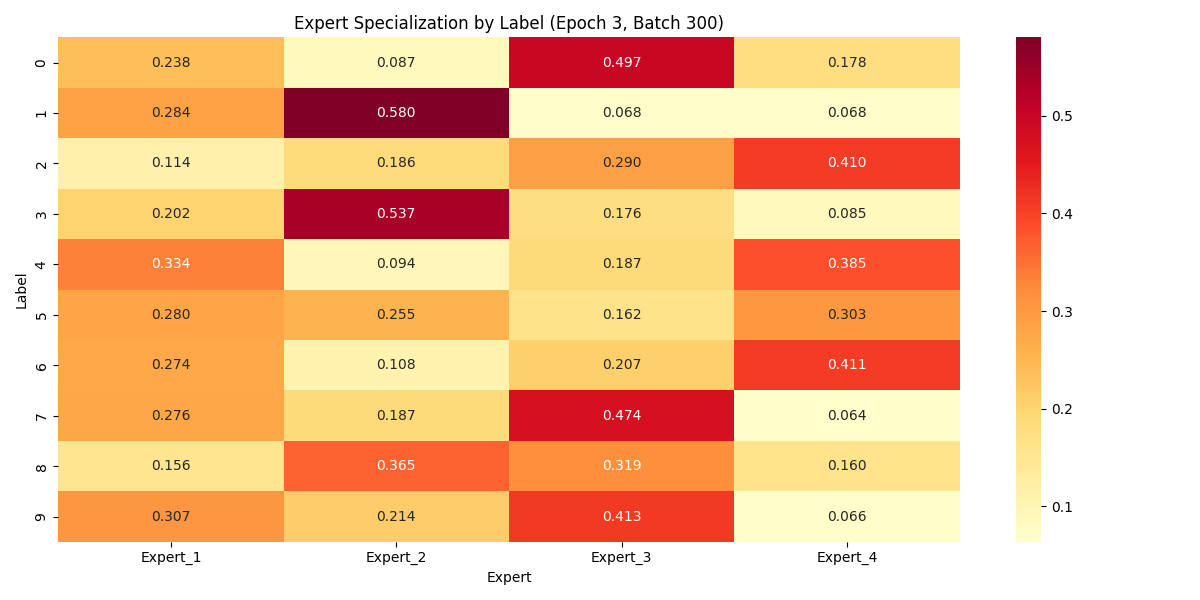 Expert Specialization by Label (Epoch 3, Batch 300)
0 0.238 0.087 0.497 0.178
1 0.284 0.580 0.068 0.068
2 0.114 0.186 0.290 0.410
3 0.202 0.537 0.176 0.085
4 0.334 0.094 0.187 0.385
5 0.280 0.255 0.162 0.303
6 0.274 0.108 0.207 0.411
7 0.276 0.187 0.474 0.064
8 0.156 0.365 0.319 0.160
9 0.307 0.214 0.413 0.066
Label
Expert_1 Expert_2 Expert_3 Expert_4
Expert
0.5
0.4
0.3
0.2
0.1